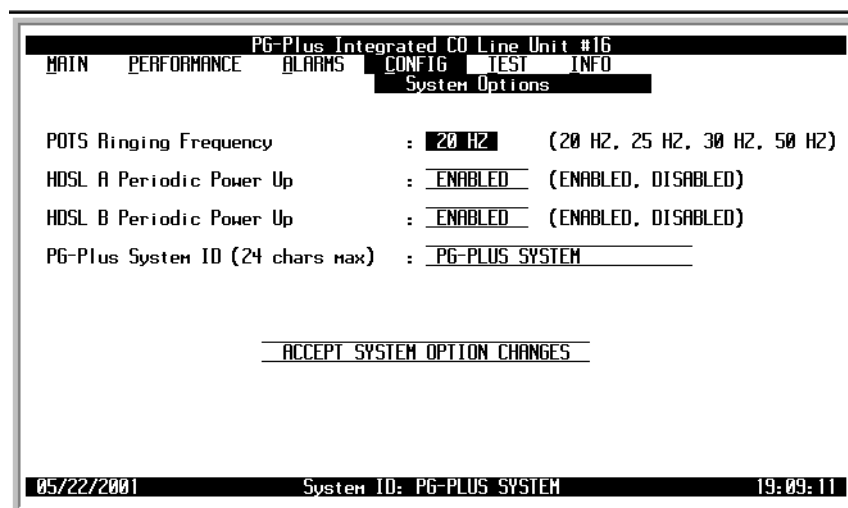 PG-Plus Integrated CO Line Unit #16
MAIN PERFORMANCE ALARMS CONFIG TEST INFO
System Options
POTS Ringing Frequency : 20 HZ (20 HZ, 25 HZ, 30 HZ, 50 HZ)
HDSL A Periodic Power Up : ENABLED (ENABLED, DISABLED)
HDSL B Periodic Power Up : ENABLED (ENABLED, DISABLED)
PG-Plus System ID (24 chars max) : PG-PLUS SYSTEM
ACCEPT SYSTEM OPTION CHANGES
05/22/2001 System ID: PG-PLUS SYSTEM 19:09:11